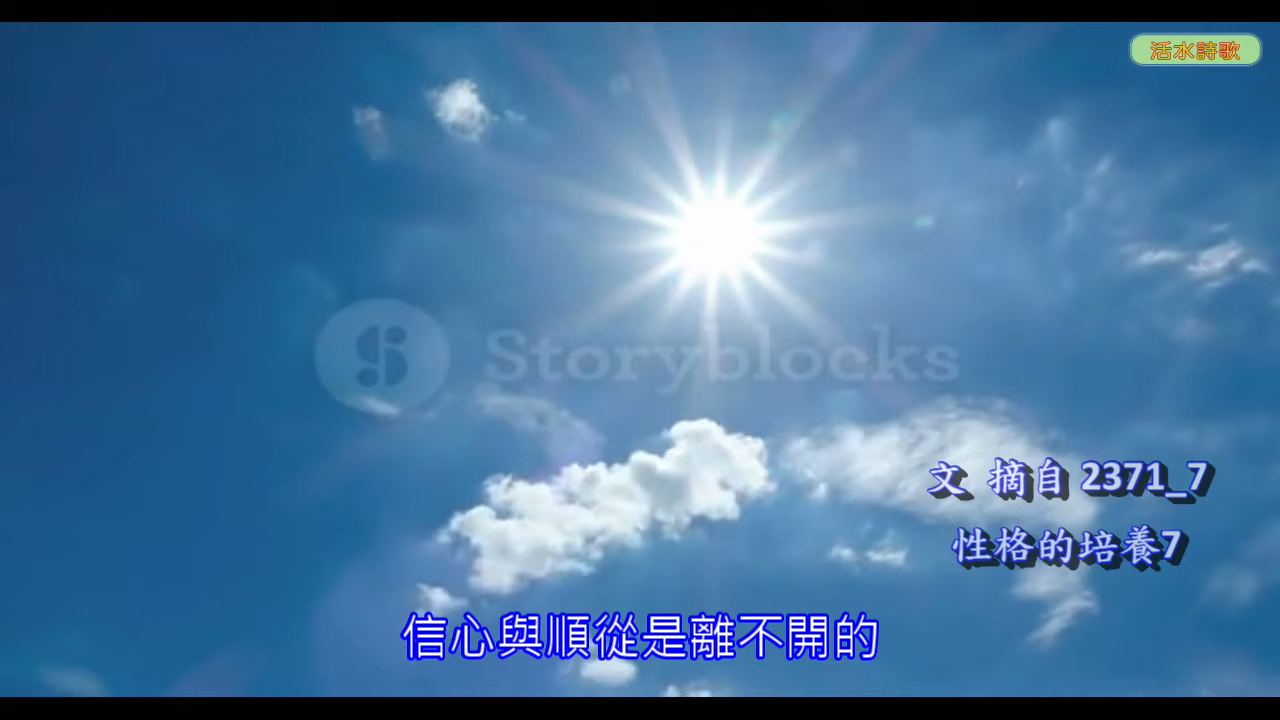 活水詩歌
Storyblocks
文 摘自 2371_7
性格的培養7
信心與順從是離不開的